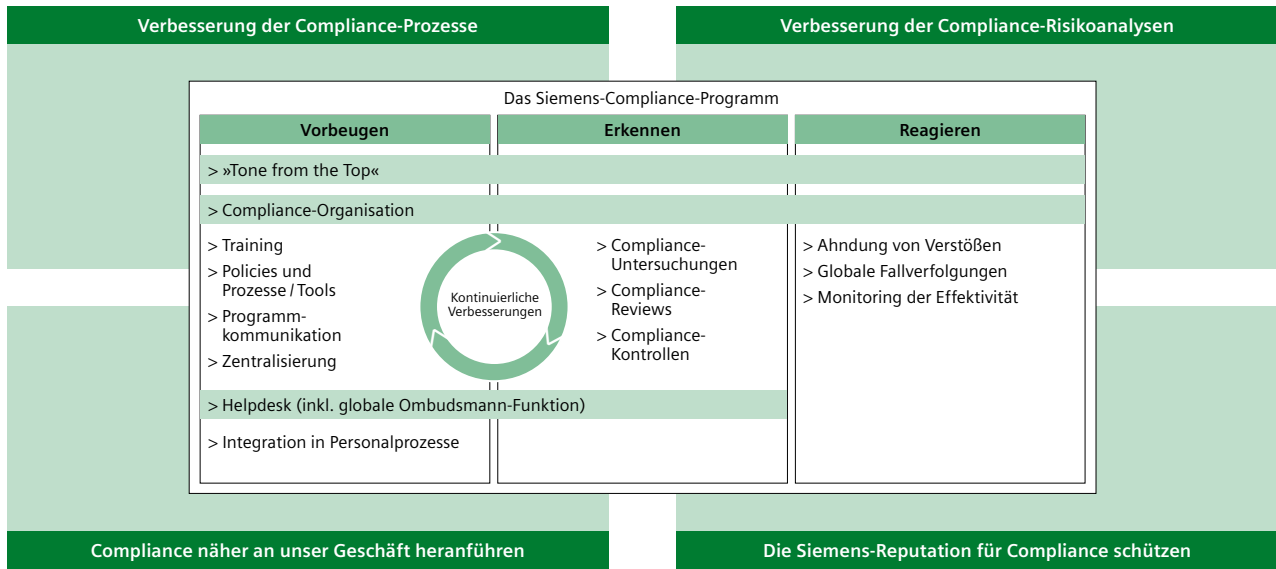 Verbesserung der Compliance-Prozesse
Verbesserung der Compliance-Risikoanalysen
Das Siemens-Compliance-Programm
Vorbeugen
Erkennen
Reagieren
> »Tone from the Top«
> Compliance-Organisation
> Training
> Policies und
Prozesse / Tools
> Programm-
kommunikation
> Zentralisierung
Kontinuierliche
Verbesserungen
> Compliance-
Untersuchungen
> Compliance-
Reviews
> Compliance-
Kontrollen
> Ahndung von Verstößen
> Globale Fallverfolgungen
> Monitoring der Effektivität
> Helpdesk (inkl. globale Ombudsmann-Funktion)
> Integration in Personalprozesse
Compliance näher an unser Geschäft heranführen
Die Siemens-Reputation für Compliance schützen